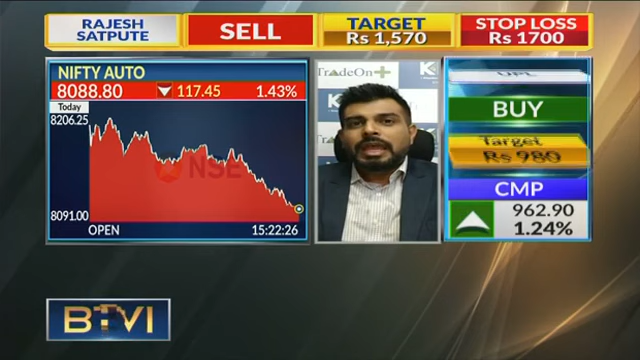 RAJESH
SATPUTE
SELL
TARGET
Rs 1,570
STOP LOSS
Rs 1700
NIFTY AUTO
8088.80 117.45 1.43%
Today
8206.25
NSE
8091.00
OPEN 15:22:26
TradeOn
K
UPL
BUY
Target
Rs 980
CMP
962.90
1.24%
BTVI